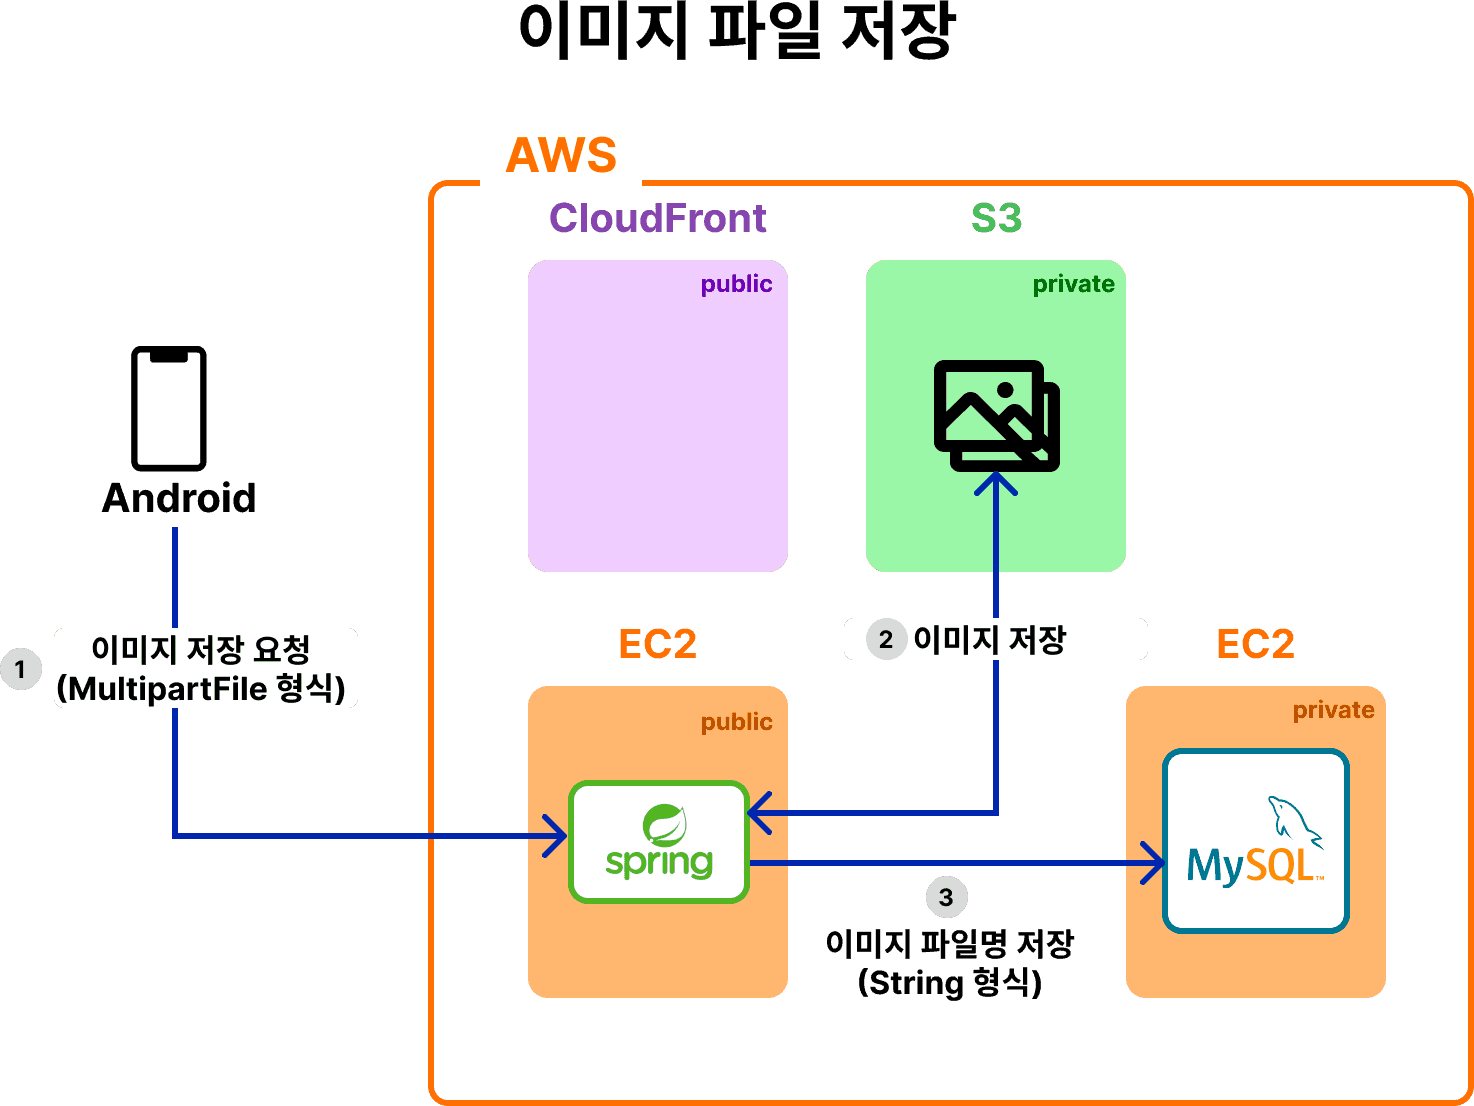 이미지 파일 저장
AWS
CloudFront
S3
public
private
Android
1
이미지 저장 요청
(MultipartFile 형식)
EC2
2 이미지 저장
EC2
public
private
spring
MySQL™
3
이미지 파일명 저장
(String 형식)